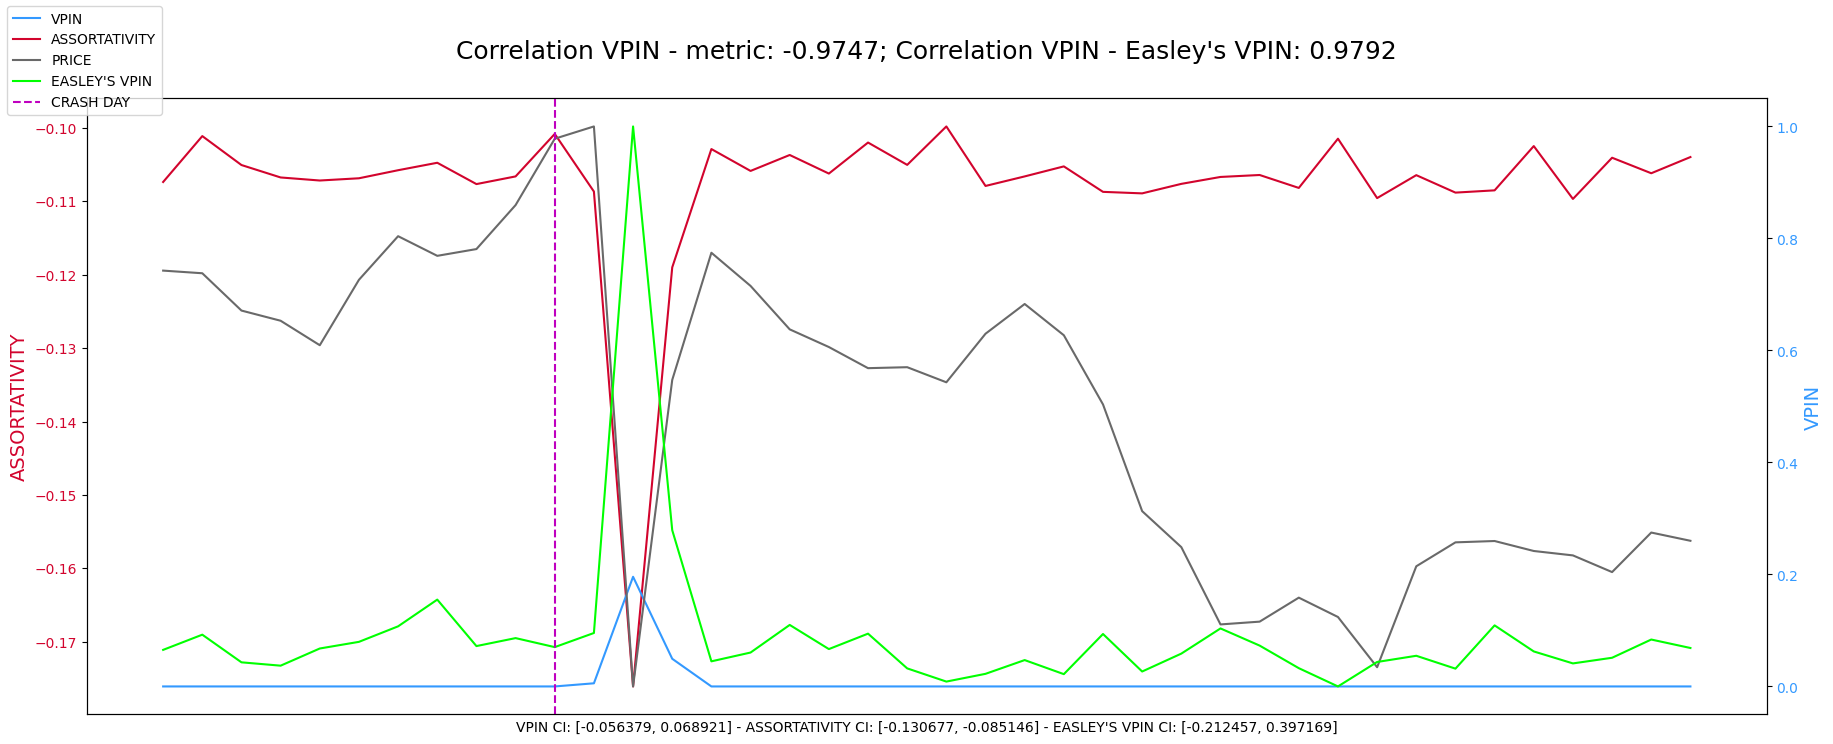 VPIN
ASSORTATIVITY
PRICE
EASLEY'S VPIN
CRASH DAY
Correlation VPIN - metric: -0.9747; Correlation VPIN - Easley's VPIN: 0.9792
ASSORTATIVITY
−0.10
−0.11
−0.12
−0.13
−0.14
−0.15
−0.16
−0.17
1.0
0.8
0.6
0.4
0.2
0.0
VPIN
VPIN CI: [-0.056379, 0.068921] - ASSORTATIVITY CI: [-0.130677, -0.085146] - EASLEY'S VPIN CI: [-0.212457, 0.397169]